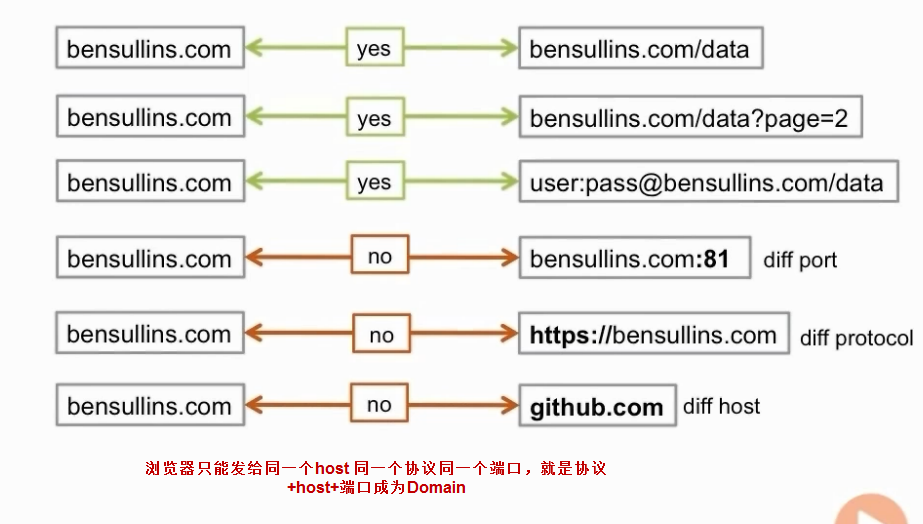 bensullins.com yes bensullins.com/data
bensullins.com yes bensullins.com/data?page=2
bensullins.com yes user:pass@bensullins.com/data
bensullins.com no bensullins.com:81 diff port
bensullins.com no https://bensullins.com diff protocol
bensullins.com no github.com diff host
浏览器只能发给同一个host 同一个协议同一个端口，就是协议
+host+端口成为Domain